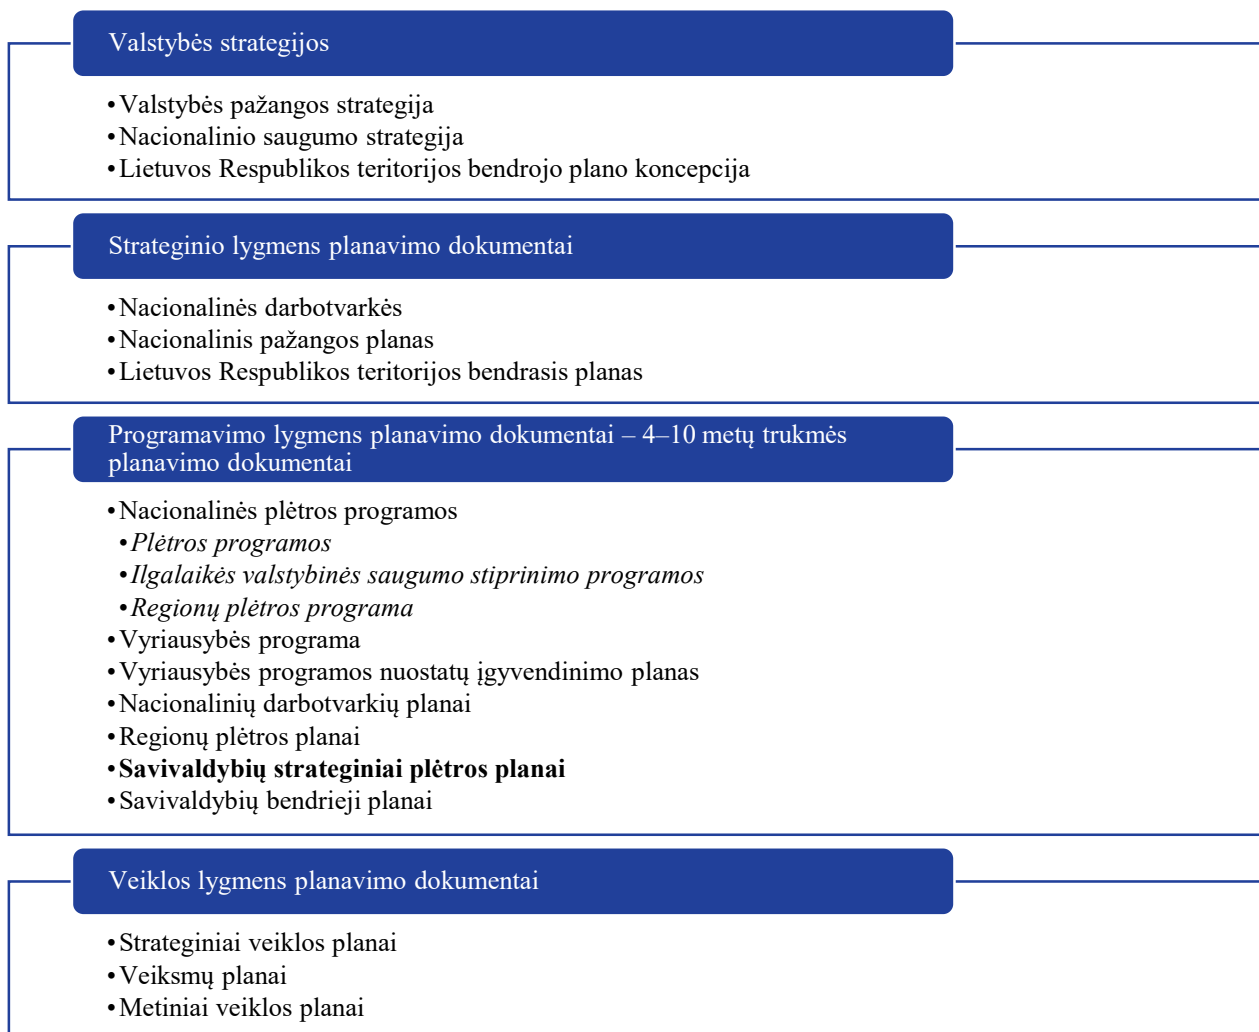 Valstybės strategijos
•Valstybės pažangos strategija
•Nacionalinio saugumo strategija
•Lietuvos Respublikos teritorijos bendrojo plano koncepcija
Strateginio lygmens planavimo dokumentai
•Nacionalinės darbotvarkės
•Nacionalinis pažangos planas
•Lietuvos Respublikos teritorijos bendrasis planas
Programavimo lygmens planavimo dokumentai – 4–10 metų trukmės
planavimo dokumentai
•Nacionalinės plėtros programos
•Plėtros programos
•Ilgalaikės valstybinės saugumo stiprinimo programos
•Regionų plėtros programa
•Vyriausybės programa
•Vyriausybės programos nuostatų įgyvendinimo planas
•Nacionalinių darbotvarkių planai
•Regionų plėtros planai
•Savivaldybių strateginiai plėtros planai
•Savivaldybių bendrieji planai
Veiklos lygmens planavimo dokumentai
•Strateginiai veiklos planai
•Veiksmų planai
•Metiniai veiklos planai